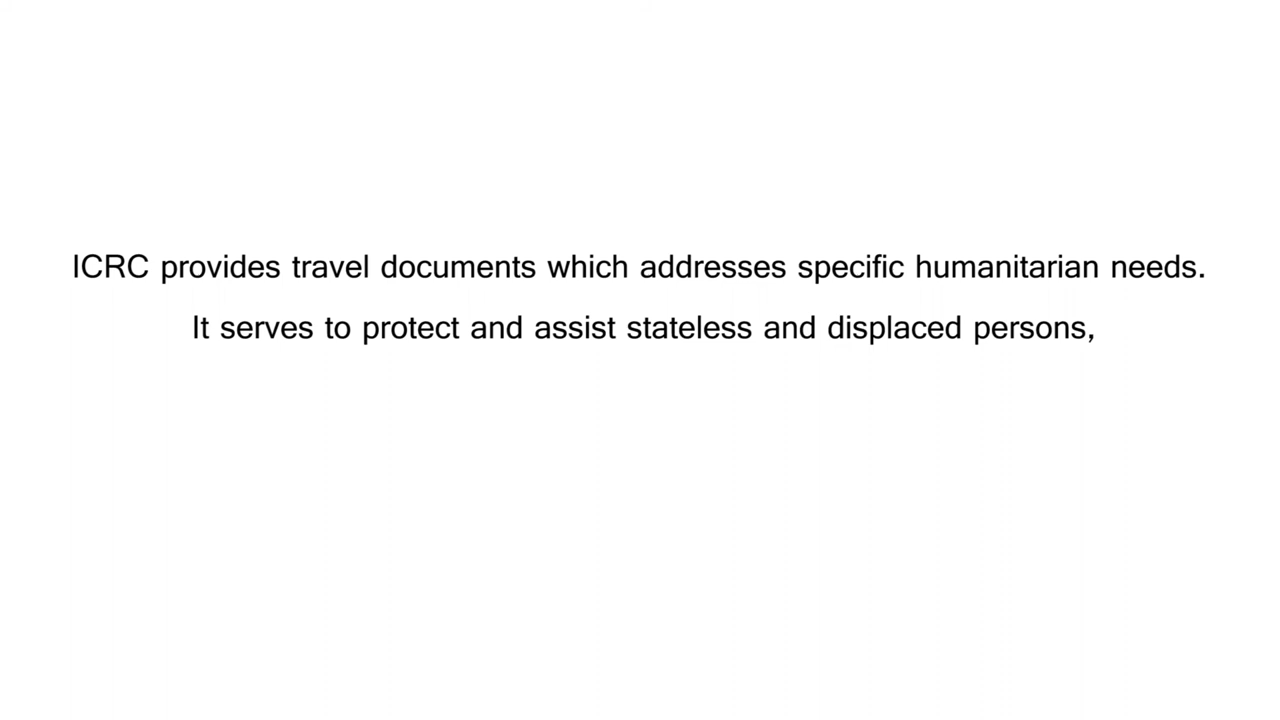 ICRC provides travel documents which addresses specific humanitarian needs.
It serves to protect and assist stateless and displaced persons,